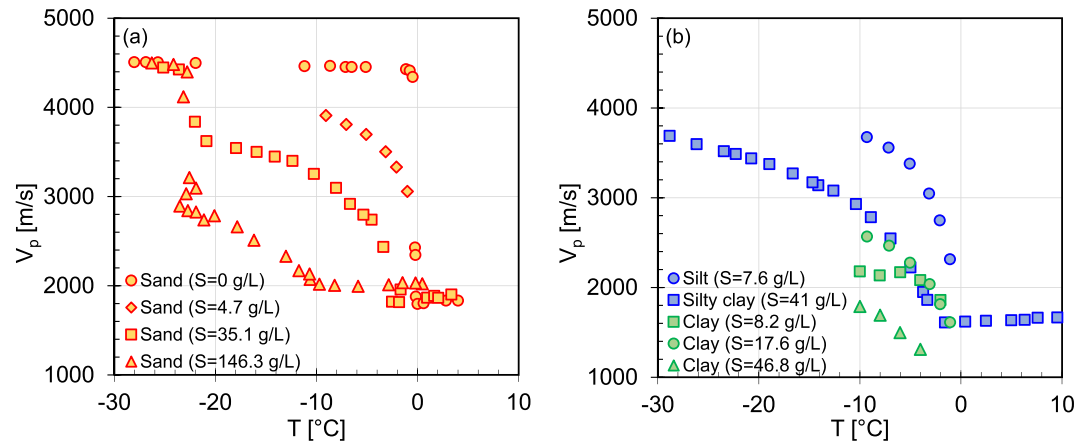 (a)
5000
4000
3000
2000
1000
V_p [m/s]
-30 -20 -10 0 10
T [°C]
Sand (S=0 g/L)
Sand (S=4.7 g/L)
Sand (S=35.1 g/L)
Sand (S=146.3 g/L)
(b)
5000
4000
3000
2000
1000
V_p [m/s]
-30 -20 -10 0 10
T [°C]
Silt (S=7.6 g/L)
Silty clay (S=41 g/L)
Clay (S=8.2 g/L)
Clay (S=17.6 g/L)
Clay (S=46.8 g/L)